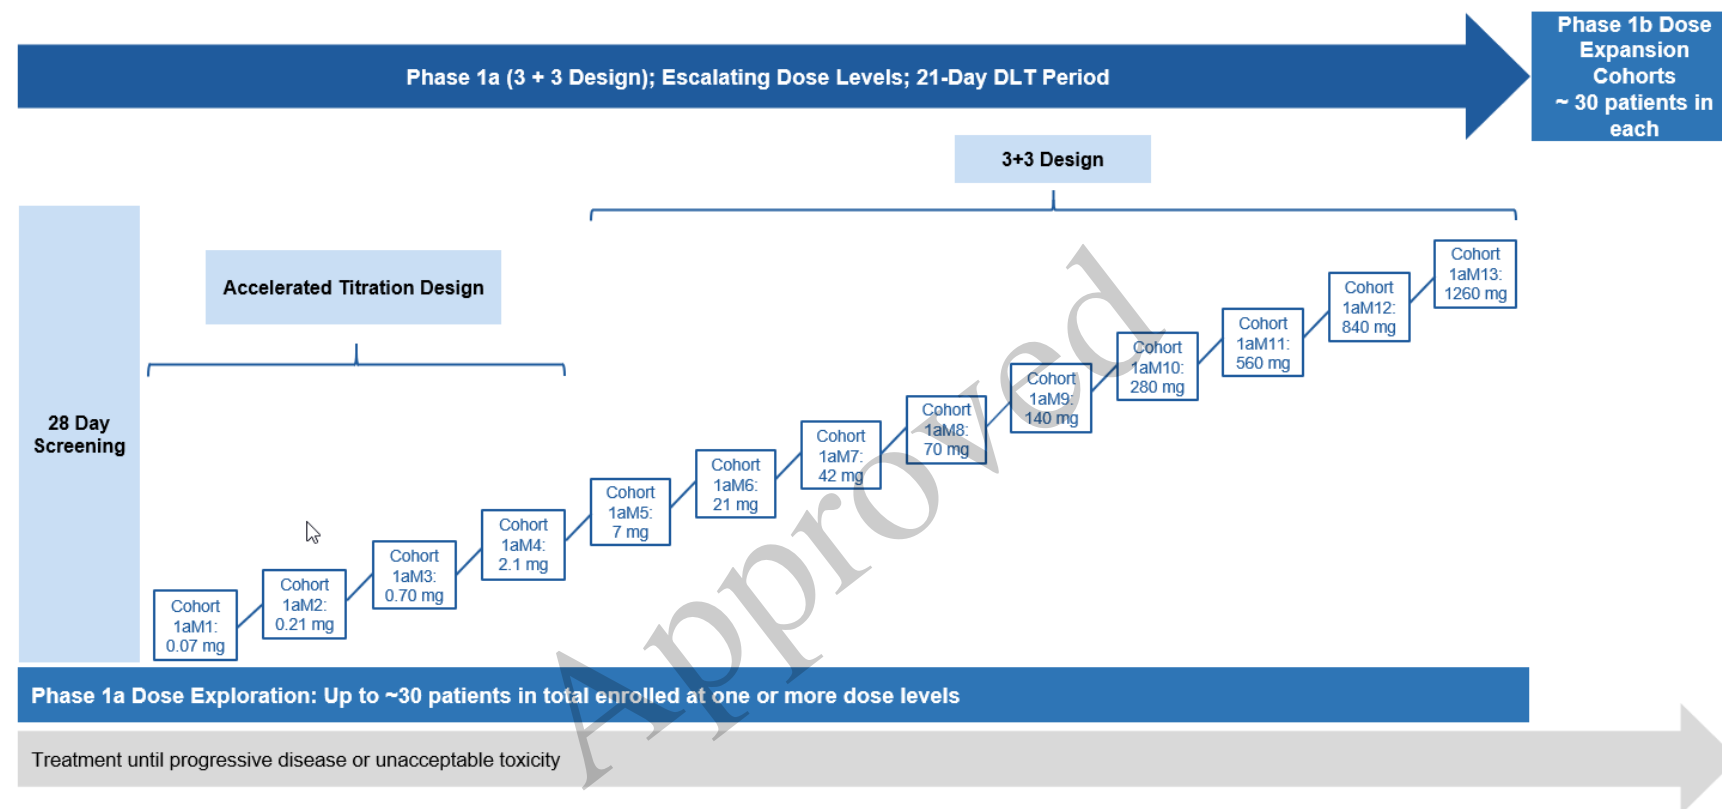 Phase 1a (3 + 3 Design); Escalating Dose Levels; 21-Day DLT Period
Phase 1b Dose
Expansion
Cohorts
~ 30 patients in
each
3+3 Design
Accelerated Titration Design
28 Day
Screening
Cohort
1aM1:
0.07 mg
Cohort
1aM2:
0.21 mg
Cohort
1aM3:
0.70 mg
Cohort
1aM4:
2.1 mg
Cohort
1aM5:
7 mg
Cohort
1aM6:
21 mg
Cohort
1aM7:
42 mg
Cohort
1aM8:
70 mg
Cohort
1aM9:
140 mg
Cohort
1aM10:
280 mg
Cohort
1aM11:
560 mg
Cohort
1aM12:
840 mg
Cohort
1aM13:
1260 mg
Approved
Phase 1a Dose Exploration: Up to ~30 patients in total enrolled at one or more dose levels
Treatment until progressive disease or unacceptable toxicity